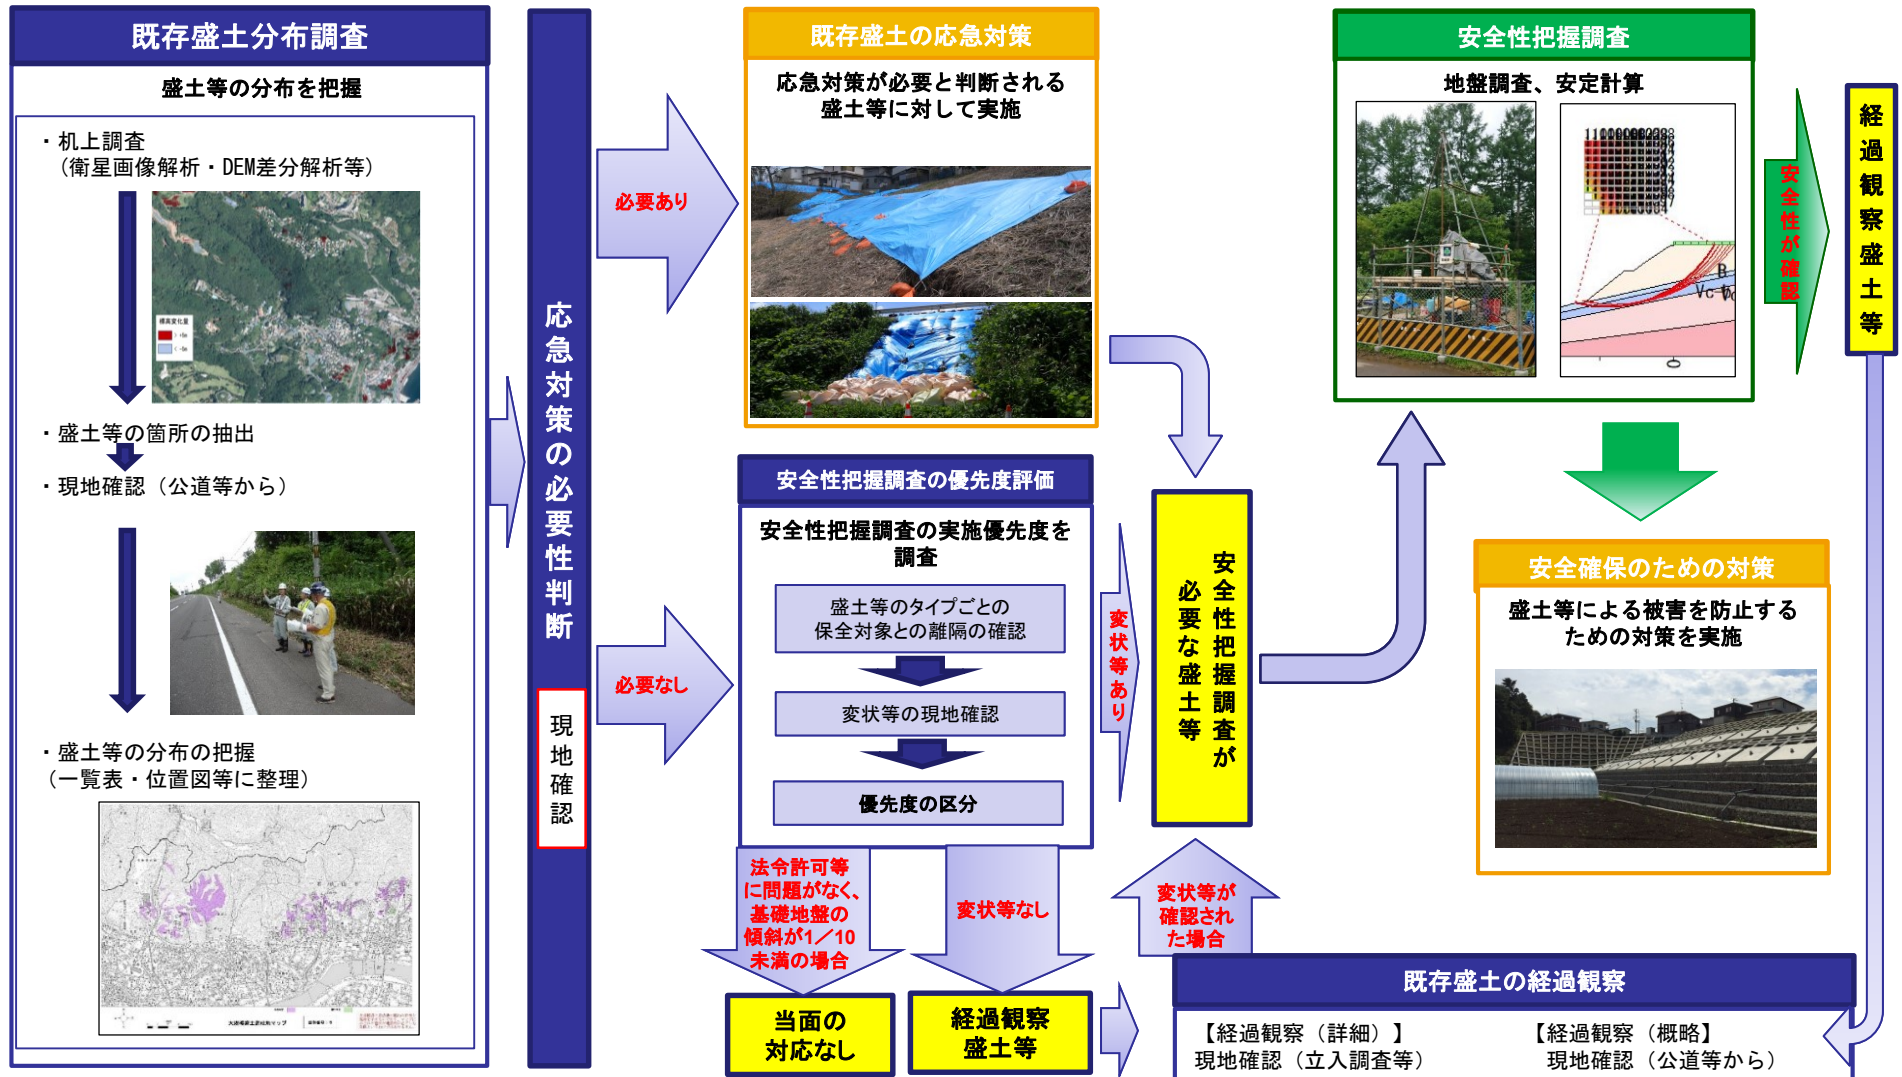 既存盛土分布調査
盛土等の分布を把握
・机上調査
（衛星画像解析・DEM差分解析等）
標高変化量
・盛土等の箇所の抽出
・現地確認（公道等から）
・盛土等の分布の把握
（一覧表・位置図等に整理）
大規模盛土造成地マップ
応急対策の必要性判断
現地確認
必要あり
必要なし
既存盛土の応急対策
応急対策が必要と判断される
盛土等に対して実施
安全性把握調査の優先度評価
安全性把握調査の実施優先度を
調査
盛土等のタイプごとの
保全対象との離隔の確認
変状等の現地確認
優先度の区分
法令許可等
に問題がなく、
基礎地盤の
傾斜が1／10
未満の場合
変状等なし
当面の
対応なし
経過観察
盛土等
変状等あり
安全性把握調査が
必要な盛土等
変状等が
確認され
た場合
安全性把握調査
地盤調査、安定計算
B
Vc
安全性が確認
経過観察盛土等
安全確保のための対策
盛土等による被害を防止する
ための対策を実施
既存盛土の経過観察
【経過観察（詳細）】
現地確認（立入調査等）
【経過観察（概略】
現地確認（公道等から）